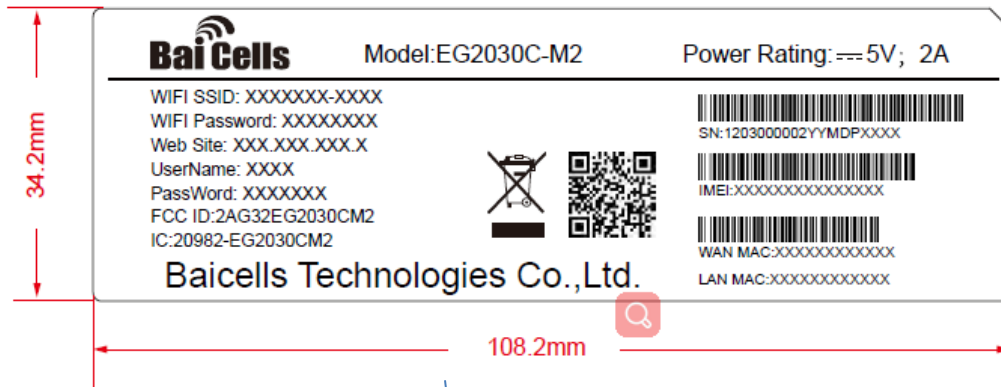 BaiCells Model:EG2030C-M2 Power Rating: ⎓ 5V; 2A
WIFI SSID: XXXXXXX-XXXX
WIFI Password: XXXXXXXX
Web Site: XXX.XXX.XXX.X
UserName: XXXX
PassWord: XXXXXXX
FCC ID:2AG32EG2030CM2
IC:20982-EG2030CM2
Baicells Technologies Co.,Ltd.
SN:1203000002YYMDPXXXX
IMEI:XXXXXXXXXXXXXXX
WAN MAC:XXXXXXXXXXXX
LAN MAC:XXXXXXXXXXXX
34.2mm
108.2mm